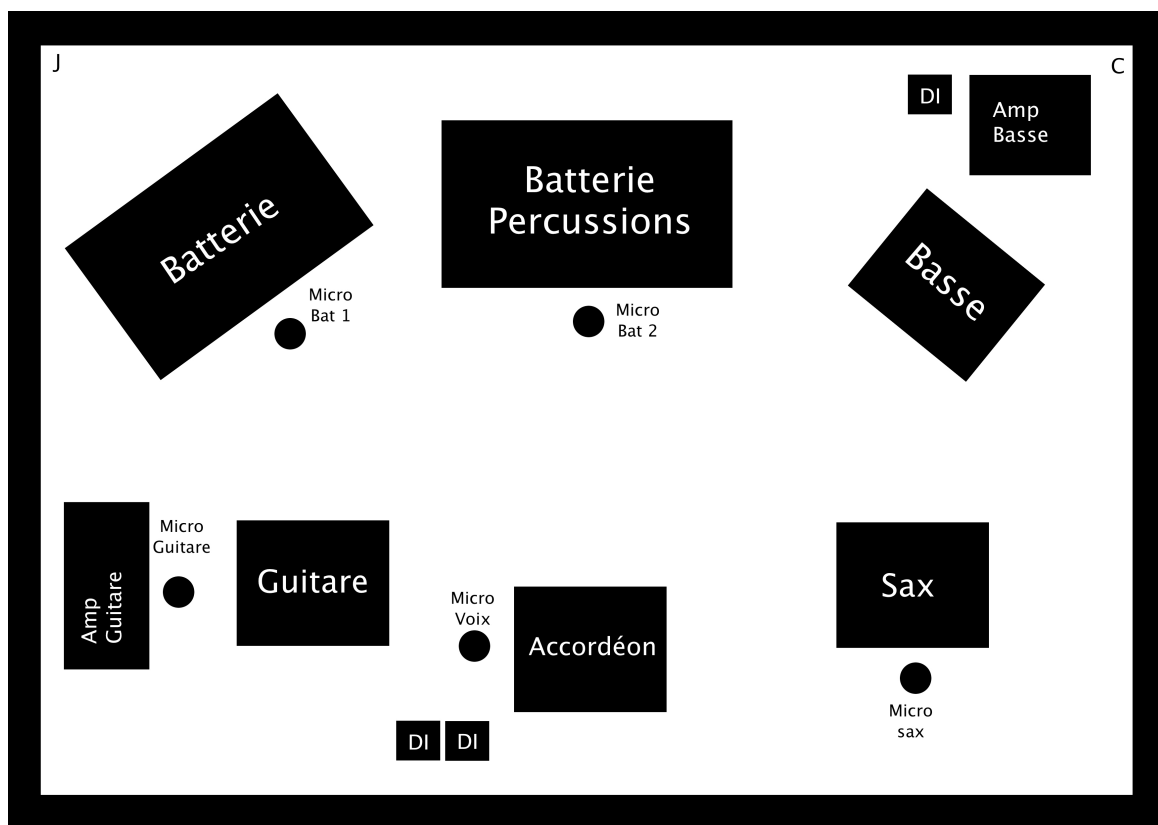 J
C
DI
Amp
Basse
Batterie
Batterie
Percussions
Basse
Micro
Bat 1
Micro
Bat 2
Amp
Guitare
Micro
Guitare
Guitare
Micro
Voix
Accordéon
Sax
Micro
sax
DI
DI